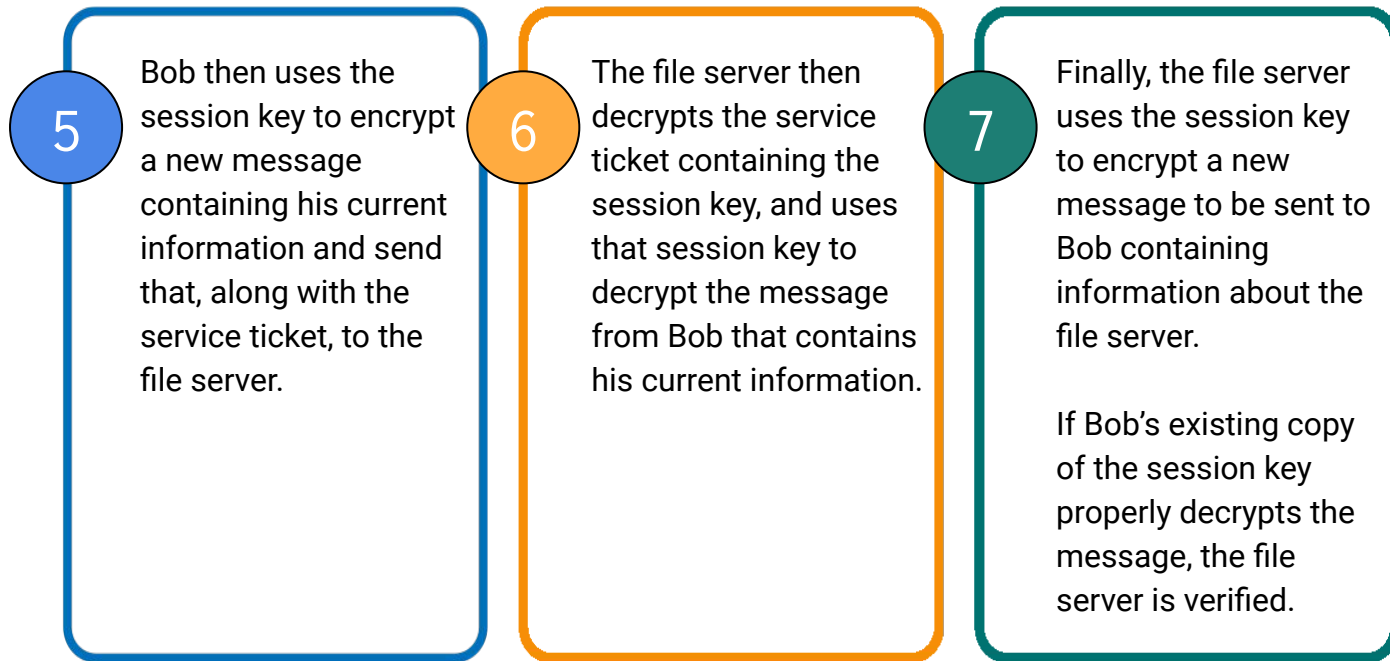 5
Bob then uses the
session key to encrypt
a new message
containing his current
information and send
that, along with the
service ticket, to the
file server.
6
The file server then
decrypts the service
ticket containing the
session key, and uses
that session key to
decrypt the message
from Bob that contains
his current information.
7
Finally, the file server
uses the session key
to encrypt a new
message to be sent to
Bob containing
information about the
file server.
If Bob’s existing copy
of the session key
properly decrypts the
message, the file
server is verified.